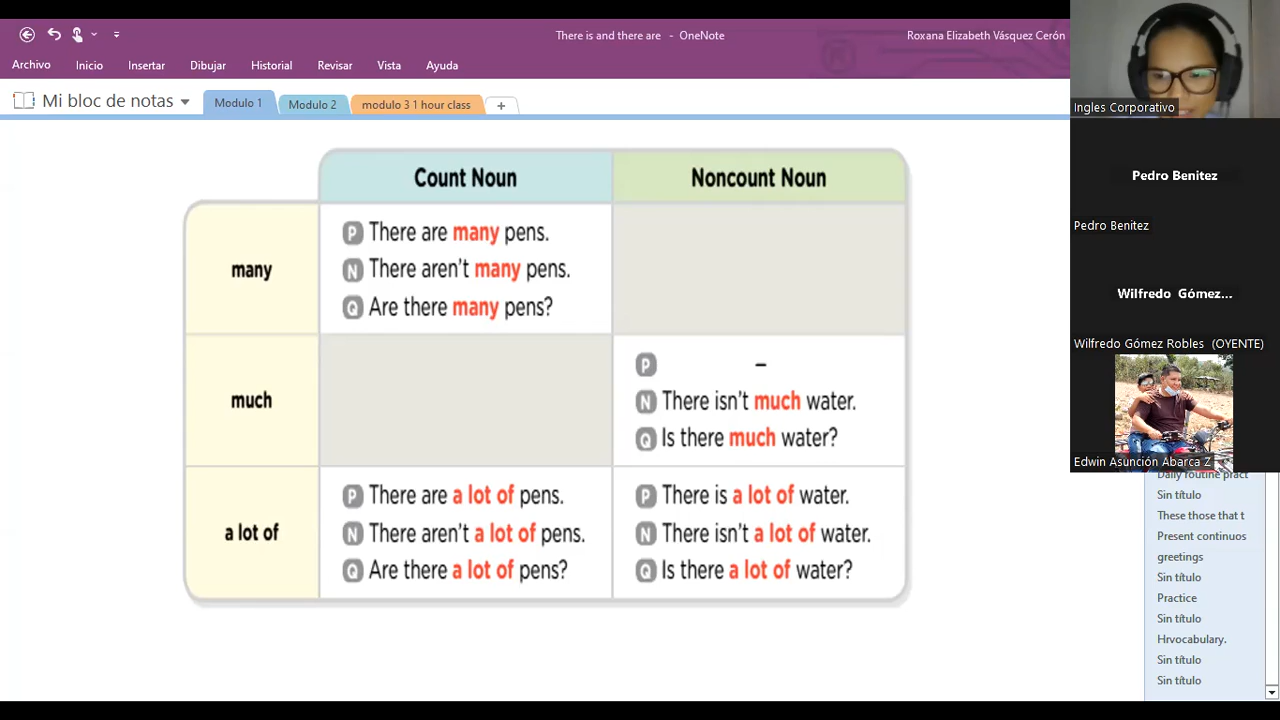 There is and there are - OneNote
Roxana Elizabeth Vásquez Cerón
Archivo Inicio Insertar Dibujar Historial Revisar Vista Ayuda
Mi bloc de notas
Modulo 1 Modulo 2 modulo 3 1 hour class +
Count Noun Noncount Noun
many
P There are many pens.
N There aren't many pens.
Q Are there many pens?
much
P –
N There isn't much water.
Q Is there much water?
a lot of
P There are a lot of pens.
N There aren't a lot of pens.
Q Are there a lot of pens?
P There is a lot of water.
N There isn't a lot of water.
Q Is there a lot of water?
Ingles Corporativo
Pedro Benitez
Pedro Benitez
Wilfredo Gómez...
Wilfredo Gómez Robles (OYENTE)
Edwin Asunción Abarca Z
Daily routine pract
Sin título
These those that t
Present continuos
greetings
Sin título
Practice
Sin título
Hrvocabulary.
Sin título
Sin título